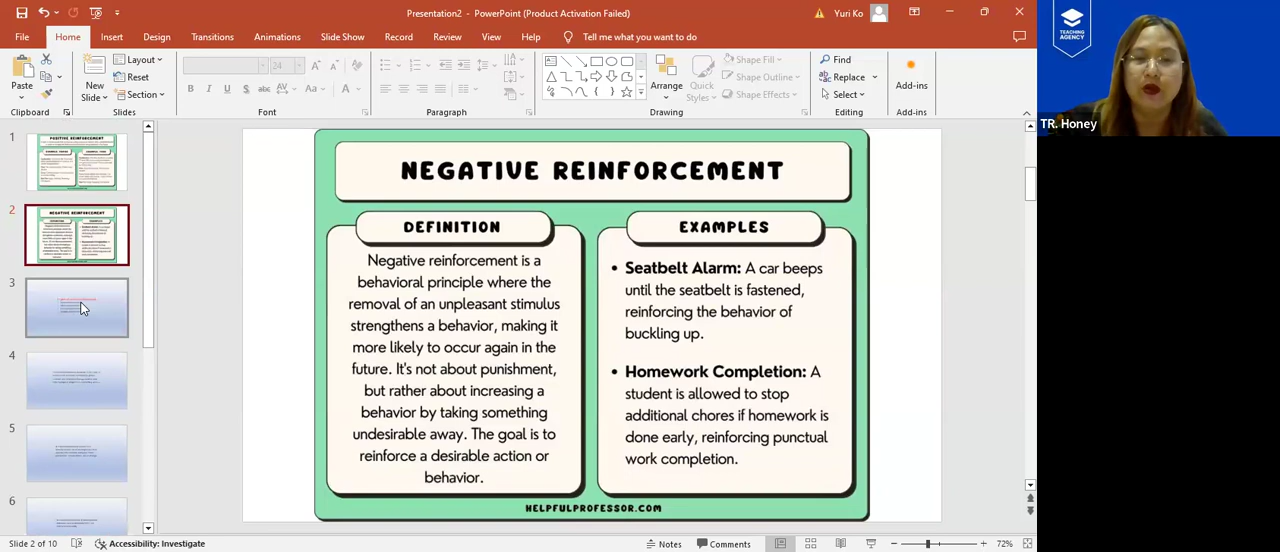 Presentation2 - PowerPoint (Product Activation Failed)
Yuri Ko
File Home Insert Design Transitions Animations Slide Show Record Review View Help Tell me what you want to do
Paste
New
Slide
Layout
Reset
Section
24
B I U S abc AV Aa A
Arrange
Quick
Styles
Shape Fill
Shape Outline
Shape Effects
Find
Replace
Select
Add-ins
Clipboard Slides Font Paragraph Drawing Editing Add-ins
TEACHING
AGENCY
TR. Honey
1
POSITIVE REINFORCEMENT
2
NEGATIVE REINFORCEMENT
3
4
5
6
NEGATIVE REINFORCEMENT
DEFINITION
Negative reinforcement is a
behavioral principle where the
removal of an unpleasant stimulus
strengthens a behavior, making it
more likely to occur again in the
future. It's not about punishment,
but rather about increasing a
behavior by taking something
undesirable away. The goal is to
reinforce a desirable action or
behavior.
EXAMPLES
• Seatbelt Alarm: A car beeps
until the seatbelt is fastened,
reinforcing the behavior of
buckling up.
• Homework Completion: A
student is allowed to stop
additional chores if homework is
done early, reinforcing punctual
work completion.
HELPFULPROFESSOR.COM
Slide 2 of 10 Accessibility: Investigate Notes Comments 72%